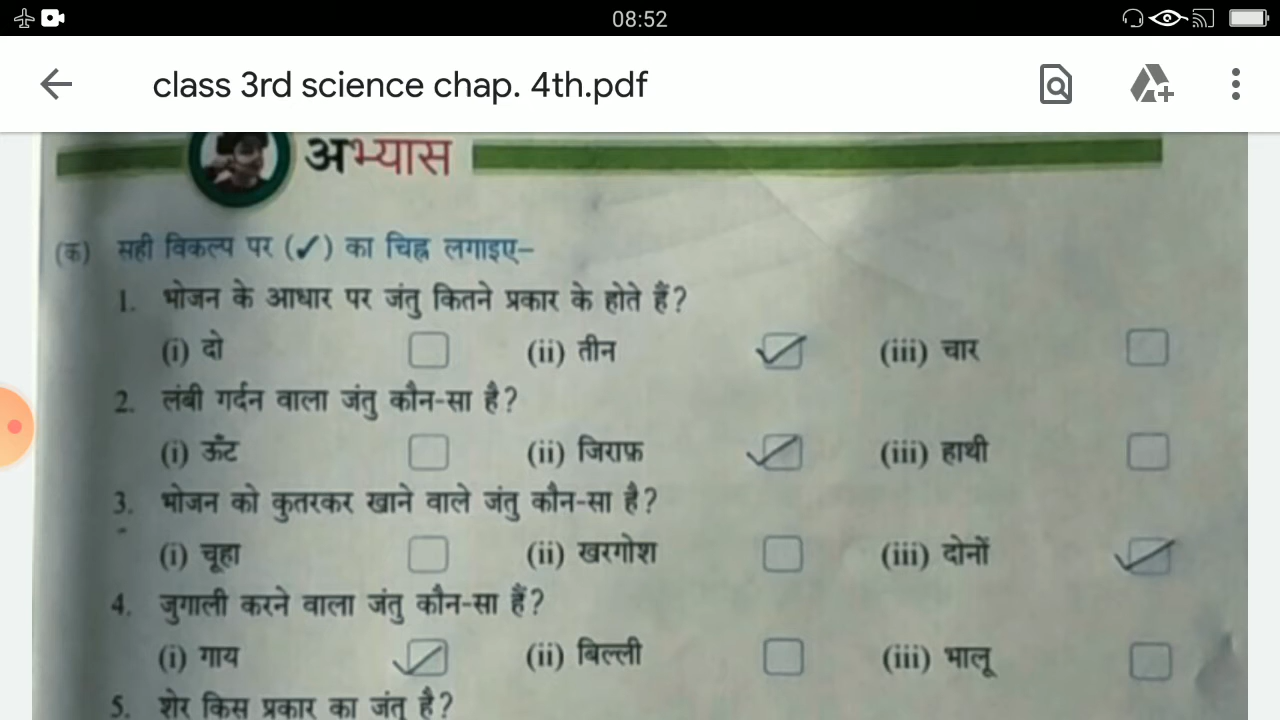 08:52
class 3rd science chap. 4th.pdf
अभ्यास
(क) सही विकल्प पर (✓) का चिह्न लगाइए–
1. भोजन के आधार पर जंतु कितने प्रकार के होते हैं?
(i) दो (ii) तीन (iii) चार
2. लंबी गर्दन वाला जंतु कौन-सा है?
(i) ऊँट (ii) जिराफ़ (iii) हाथी
3. भोजन को कुतरकर खाने वाले जंतु कौन-सा है?
(i) चूहा (ii) खरगोश (iii) दोनों
4. जुगाली करने वाला जंतु कौन-सा हैं?
(i) गाय (ii) बिल्ली (iii) भालू
5. शेर किस प्रकार का जंतु है?